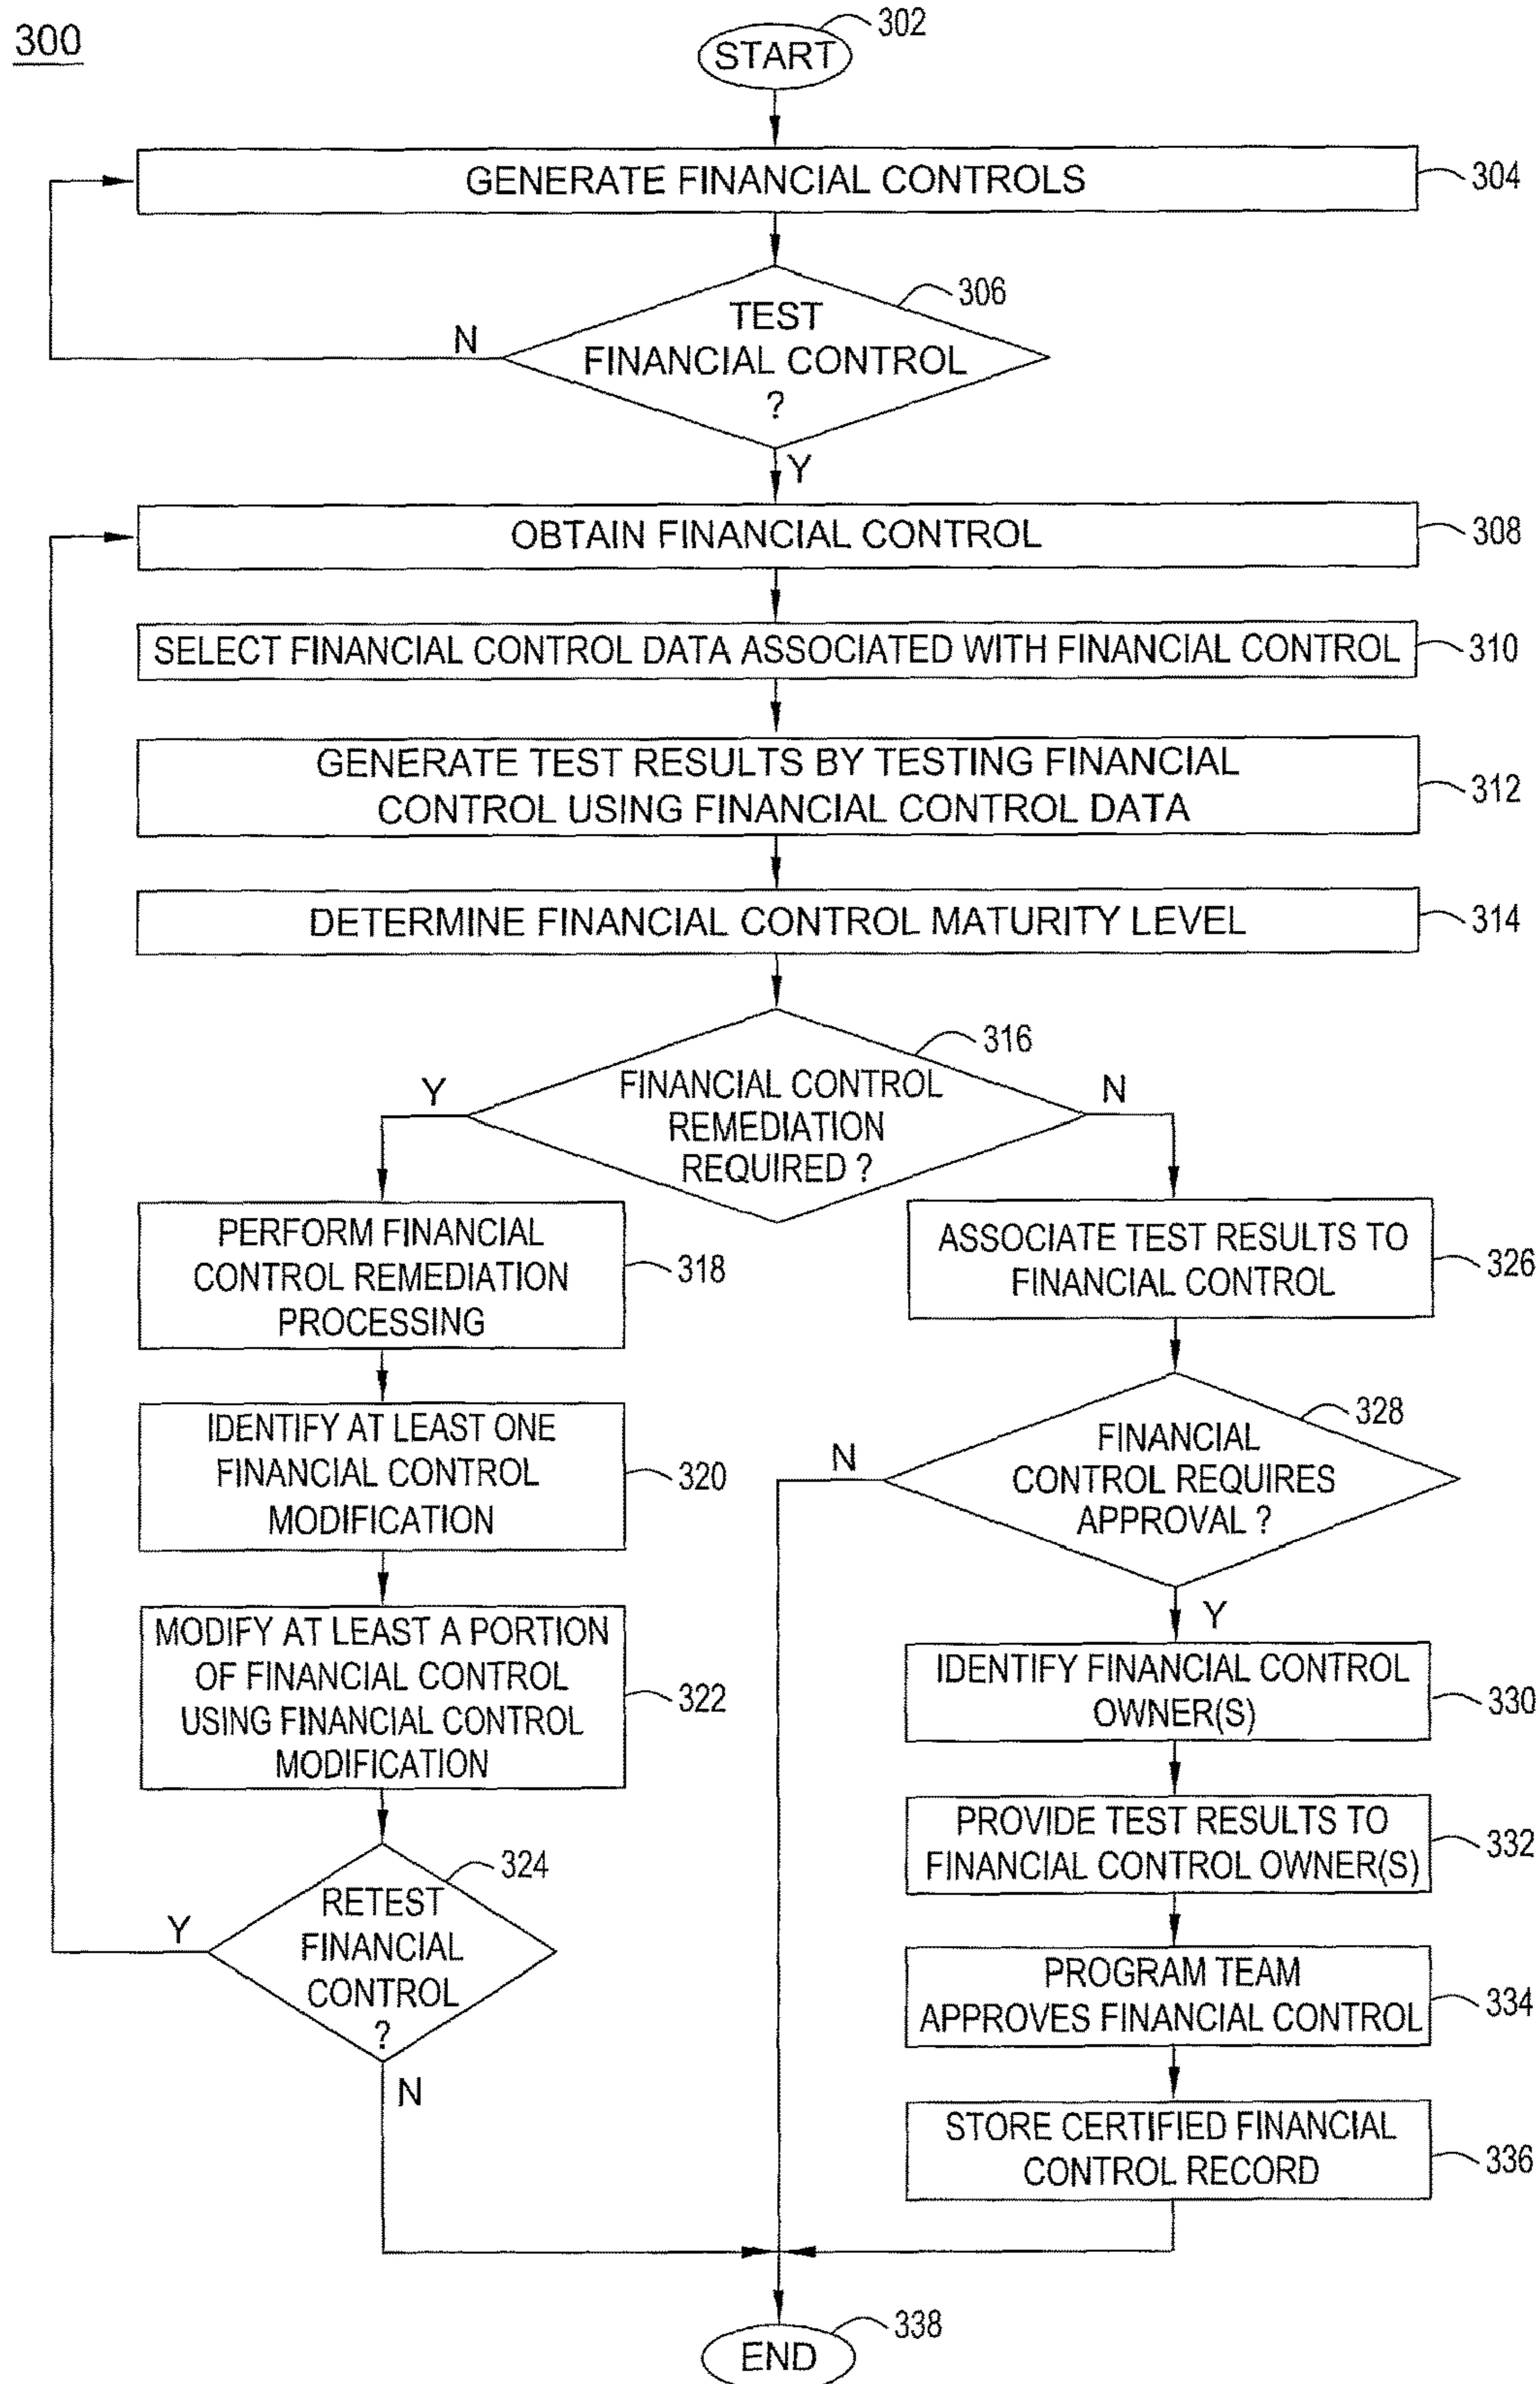 300
START
302
GENERATE FINANCIAL CONTROLS
304
TEST
FINANCIAL CONTROL
?
306
N
Y
OBTAIN FINANCIAL CONTROL
308
SELECT FINANCIAL CONTROL DATA ASSOCIATED WITH FINANCIAL CONTROL
310
GENERATE TEST RESULTS BY TESTING FINANCIAL
CONTROL USING FINANCIAL CONTROL DATA
312
DETERMINE FINANCIAL CONTROL MATURITY LEVEL
314
FINANCIAL CONTROL
REMEDIATION
REQUIRED ?
316
Y
N
PERFORM FINANCIAL
CONTROL REMEDIATION
PROCESSING
318
IDENTIFY AT LEAST ONE
FINANCIAL CONTROL
MODIFICATION
320
MODIFY AT LEAST A PORTION
OF FINANCIAL CONTROL
USING FINANCIAL CONTROL
MODIFICATION
322
RETEST
FINANCIAL
CONTROL
?
324
Y
N
ASSOCIATE TEST RESULTS TO
FINANCIAL CONTROL
326
FINANCIAL
CONTROL REQUIRES
APPROVAL ?
328
N
Y
IDENTIFY FINANCIAL CONTROL
OWNER(S)
330
PROVIDE TEST RESULTS TO
FINANCIAL CONTROL OWNER(S)
332
PROGRAM TEAM
APPROVES FINANCIAL CONTROL
334
STORE CERTIFIED FINANCIAL
CONTROL RECORD
336
END
338